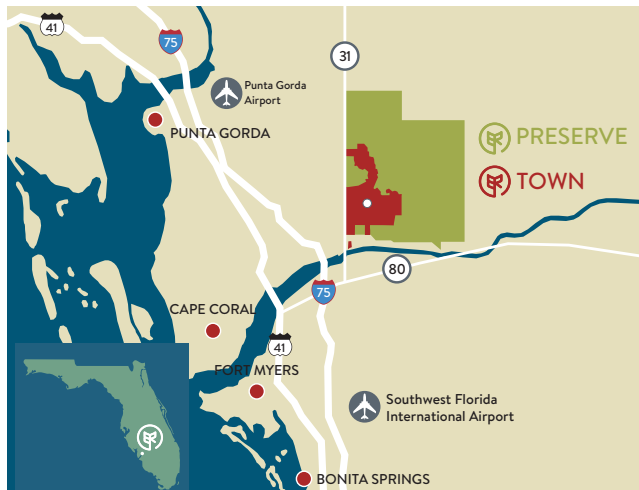 41
75
31
Punta Gorda
Airport
PUNTA GORDA
PRESERVE
TOWN
80
75
CAPE CORAL
41
FORT MYERS
Southwest Florida
International Airport
BONITA SPRINGS